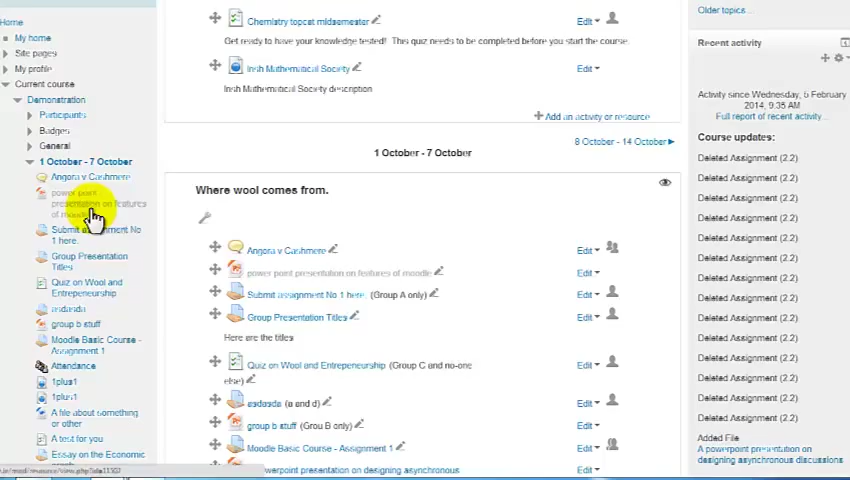 Home
My home
Site pages
My profile
Current course
Demonstration
Participants
Badges
General
1 October - 7 October
Angora v Cashmere
power point
presentation on features
of moodle
Submit assignment No
1 here.
Group Presentation
Titles
Quiz on Wool and
Entrepeneurship
asdasda
group b stuff
Moodle Basic Course -
Assignment 1
Attendance
1plus1
1plus1
A file about something
or other
A test for you
Essay on the Economic
Chemistry topcat midsemester
Edit
Get ready to have your knowledge tested! This quiz needs to be completed before you start the course.
Irish Mathematical Society
Edit
Irish Mathematical Society description
Add an activity or resource
8 October - 14 October
1 October - 7 October
Where wool comes from.
Angora v Cashmere
Edit
power point presentation on features of moodle
Edit
Submit assignment No 1 here. (Group A only)
Edit
Group Presentation Titles
Edit
Here are the titles
Quiz on Wool and Entrepeneurship (Group C and no-one
else)
Edit
asdasda (a and d)
Edit
group b stuff (Grou B only)
Edit
Moodle Basic Course - Assignment 1
Edit
powerpoint presentation on designing asynchronous
Edit
Older topics...
Recent activity
Activity since Wednesday, 5 February
2014, 9:35 AM
Full report of recent activity...
Course updates:
Deleted Assignment (2.2)
Deleted Assignment (2.2)
Deleted Assignment (2.2)
Deleted Assignment (2.2)
Deleted Assignment (2.2)
Deleted Assignment (2.2)
Deleted Assignment (2.2)
Deleted Assignment (2.2)
Deleted Assignment (2.2)
Deleted Assignment (2.2)
Deleted Assignment (2.2)
Deleted Assignment (2.2)
Deleted Assignment (2.2)
Deleted Assignment (2.2)
Added File
A powerpoint presentation on
designing asynchronous discussions